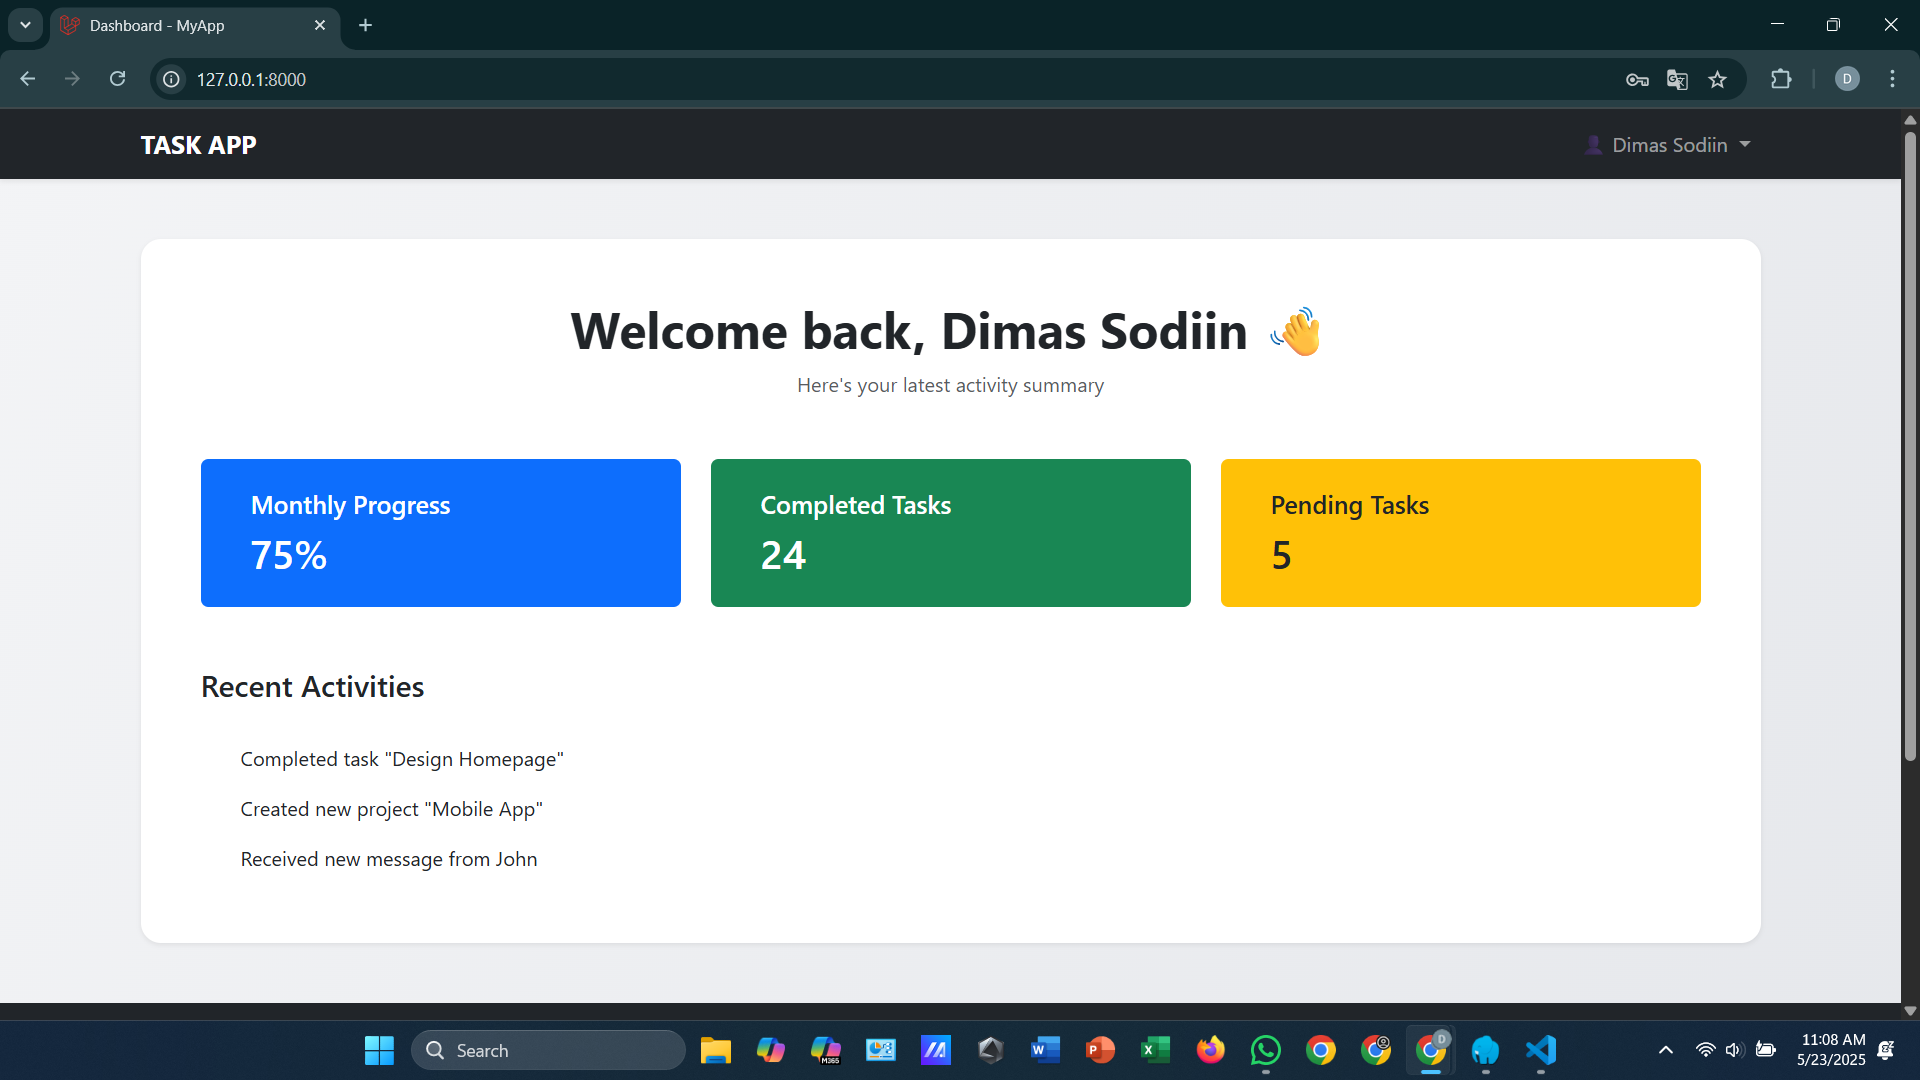 Dashboard - MyApp
127.0.0.1:8000
D
TASK APP
Dimas Sodiin
Welcome back, Dimas Sodiin
Here's your latest activity summary
Monthly Progress
75%
Completed Tasks
24
Pending Tasks
5
Recent Activities
Completed task "Design Homepage"
Created new project "Mobile App"
Received new message from John
Search
M365
W
P
X
D
11:08 AM
5/23/2025